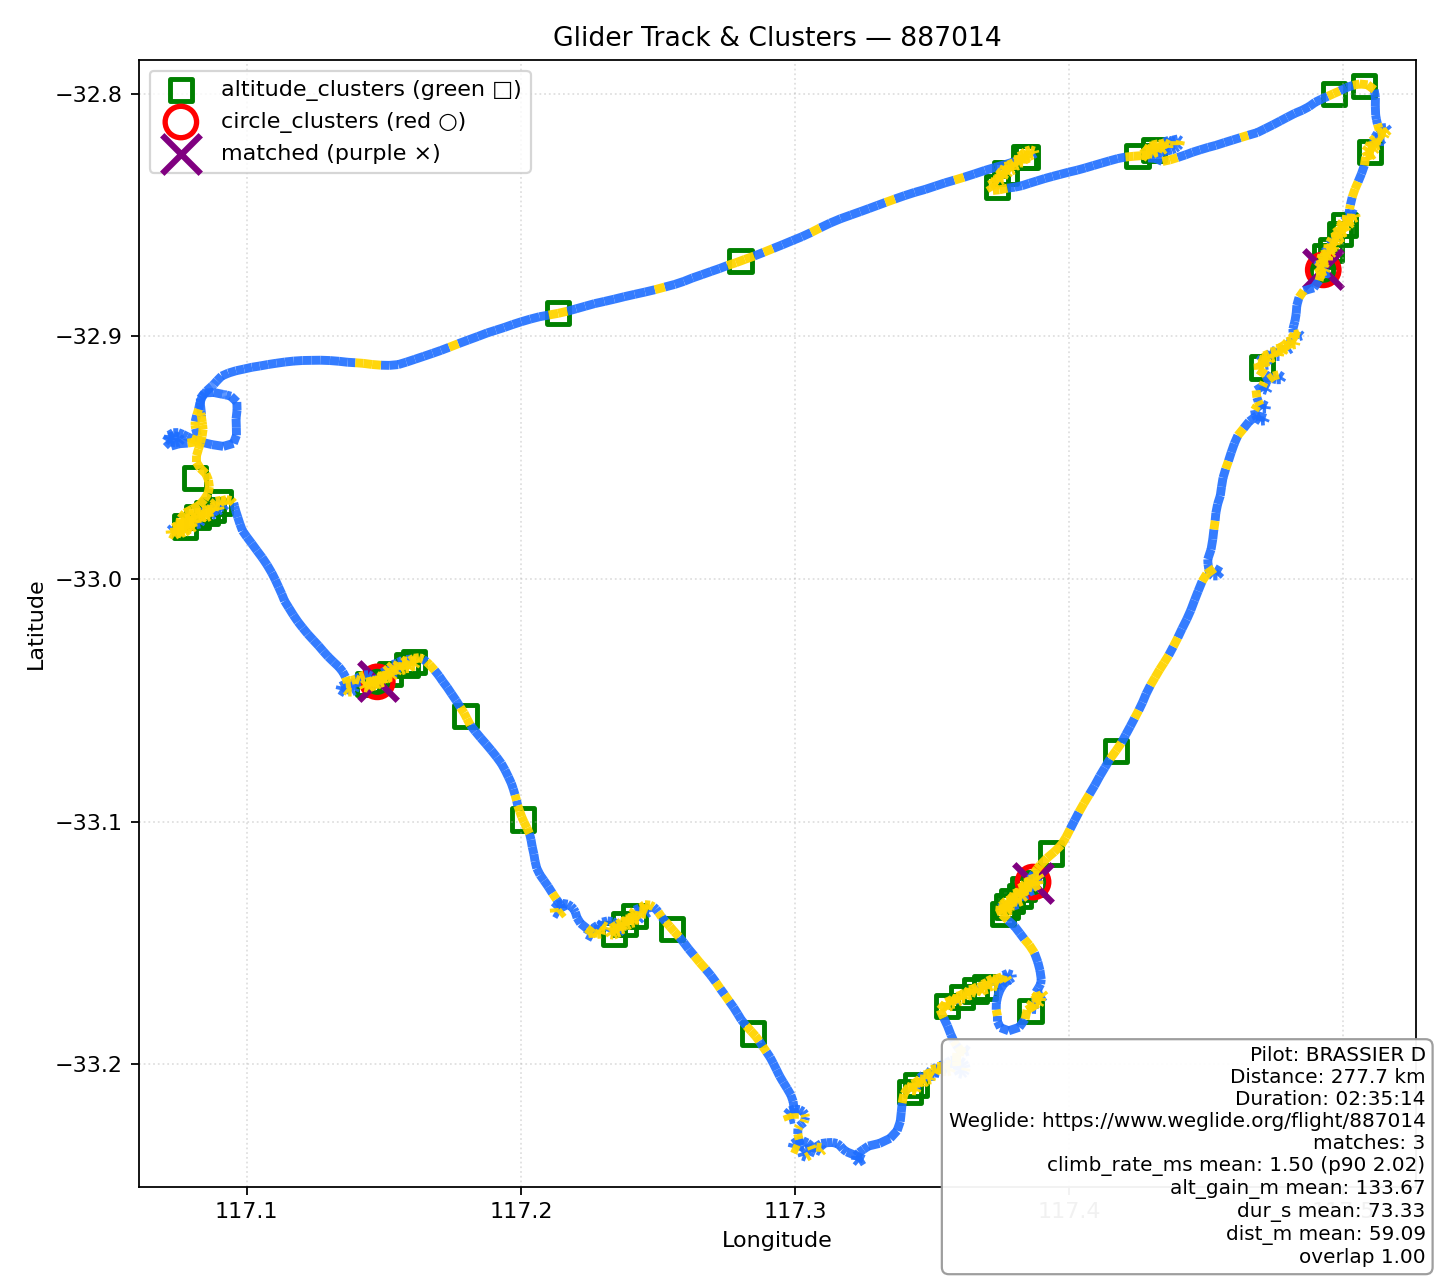 Glider Track & Clusters — 887014
altitude_clusters (green □)
circle_clusters (red ○)
matched (purple ×)
−32.8
−32.9
−33.0
−33.1
−33.2
Latitude
117.1
117.2
117.3
117.4
Longitude
Pilot: BRASSIER D
Distance: 277.7 km
Duration: 02:35:14
Weglide: https://www.weglide.org/flight/887014
matches: 3
climb_rate_ms mean: 1.50 (p90 2.02)
alt_gain_m mean: 133.67
dur_s mean: 73.33
dist_m mean: 59.09
overlap 1.00